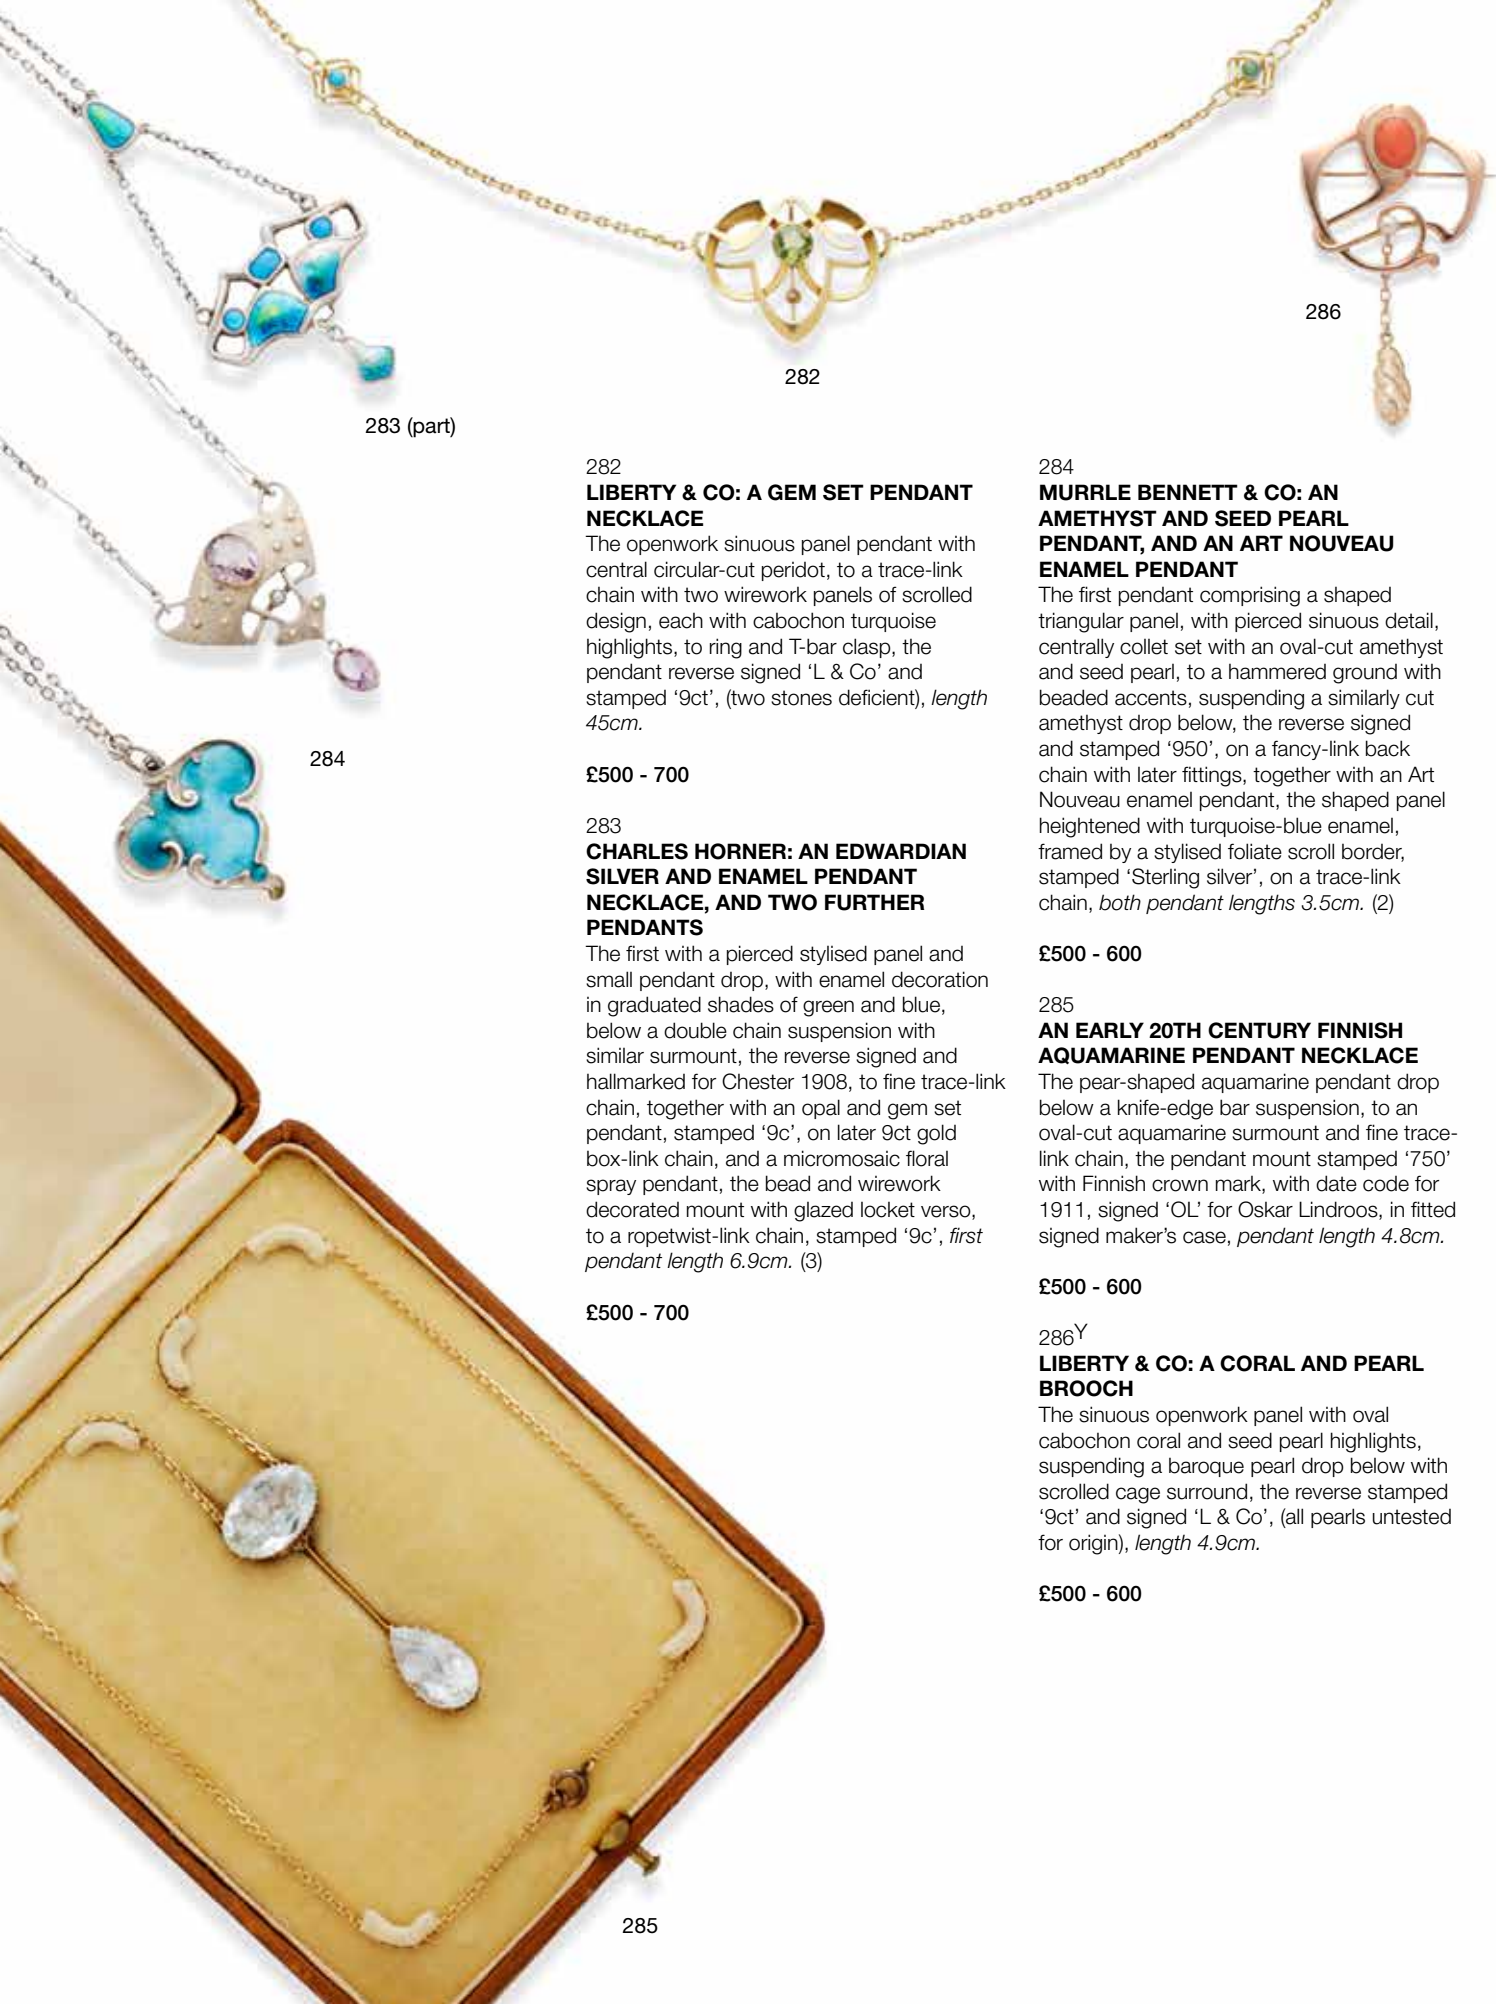 286
282
283 (part)
284
285
282
LIBERTY & CO: A GEM SET PENDANT
NECKLACE
The openwork sinuous panel pendant with
central circular-cut peridot, to a trace-link
chain with two wirework panels of scrolled
design, each with cabochon turquoise
highlights, to ring and T-bar clasp, the
pendant reverse signed ‘L & Co’ and
stamped ‘9ct’, (two stones deficient), length
45cm.
£500 - 700
283
CHARLES HORNER: AN EDWARDIAN
SILVER AND ENAMEL PENDANT
NECKLACE, AND TWO FURTHER
PENDANTS
The first with a pierced stylised panel and
small pendant drop, with enamel decoration
in graduated shades of green and blue,
below a double chain suspension with
similar surmount, the reverse signed and
hallmarked for Chester 1908, to fine trace-link
chain, together with an opal and gem set
pendant, stamped ‘9c’, on later 9ct gold
box-link chain, and a micromosaic floral
spray pendant, the bead and wirework
decorated mount with glazed locket verso,
to a ropetwist-link chain, stamped ‘9c’, first
pendant length 6.9cm. (3)
£500 - 700
284
MURRLE BENNETT & CO: AN
AMETHYST AND SEED PEARL
PENDANT, AND AN ART NOUVEAU
ENAMEL PENDANT
The first pendant comprising a shaped
triangular panel, with pierced sinuous detail,
centrally collet set with an oval-cut amethyst
and seed pearl, to a hammered ground with
beaded accents, suspending a similarly cut
amethyst drop below, the reverse signed
and stamped ‘950’, on a fancy-link back
chain with later fittings, together with an Art
Nouveau enamel pendant, the shaped panel
heightened with turquoise-blue enamel,
framed by a stylised foliate scroll border,
stamped ‘Sterling silver’, on a trace-link
chain, both pendant lengths 3.5cm. (2)
£500 - 600
285
AN EARLY 20TH CENTURY FINNISH
AQUAMARINE PENDANT NECKLACE
The pear-shaped aquamarine pendant drop
below a knife-edge bar suspension, to an
oval-cut aquamarine surmount and fine trace-
link chain, the pendant mount stamped ‘750’
with Finnish crown mark, with date code for
1911, signed ‘OL’ for Oskar Lindroos, in fitted
signed maker’s case, pendant length 4.8cm.
£500 - 600
286Y
LIBERTY & CO: A CORAL AND PEARL
BROOCH
The sinuous openwork panel with oval
cabochon coral and seed pearl highlights,
suspending a baroque pearl drop below with
scrolled cage surround, the reverse stamped
‘9ct’ and signed ‘L & Co’, (all pearls untested
for origin), length 4.9cm.
£500 - 600